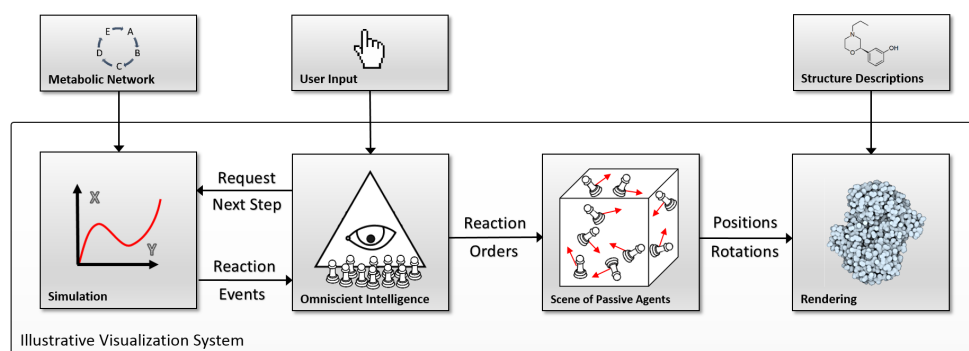 E A
D B
C
Metabolic Network
User Input
N
O
OH
Structure Descriptions
X
Y
Simulation
Request
Next Step
Reaction
Events
Omniscient Intelligence
Reaction
Orders
Scene of Passive Agents
Positions
Rotations
Rendering
Illustrative Visualization System